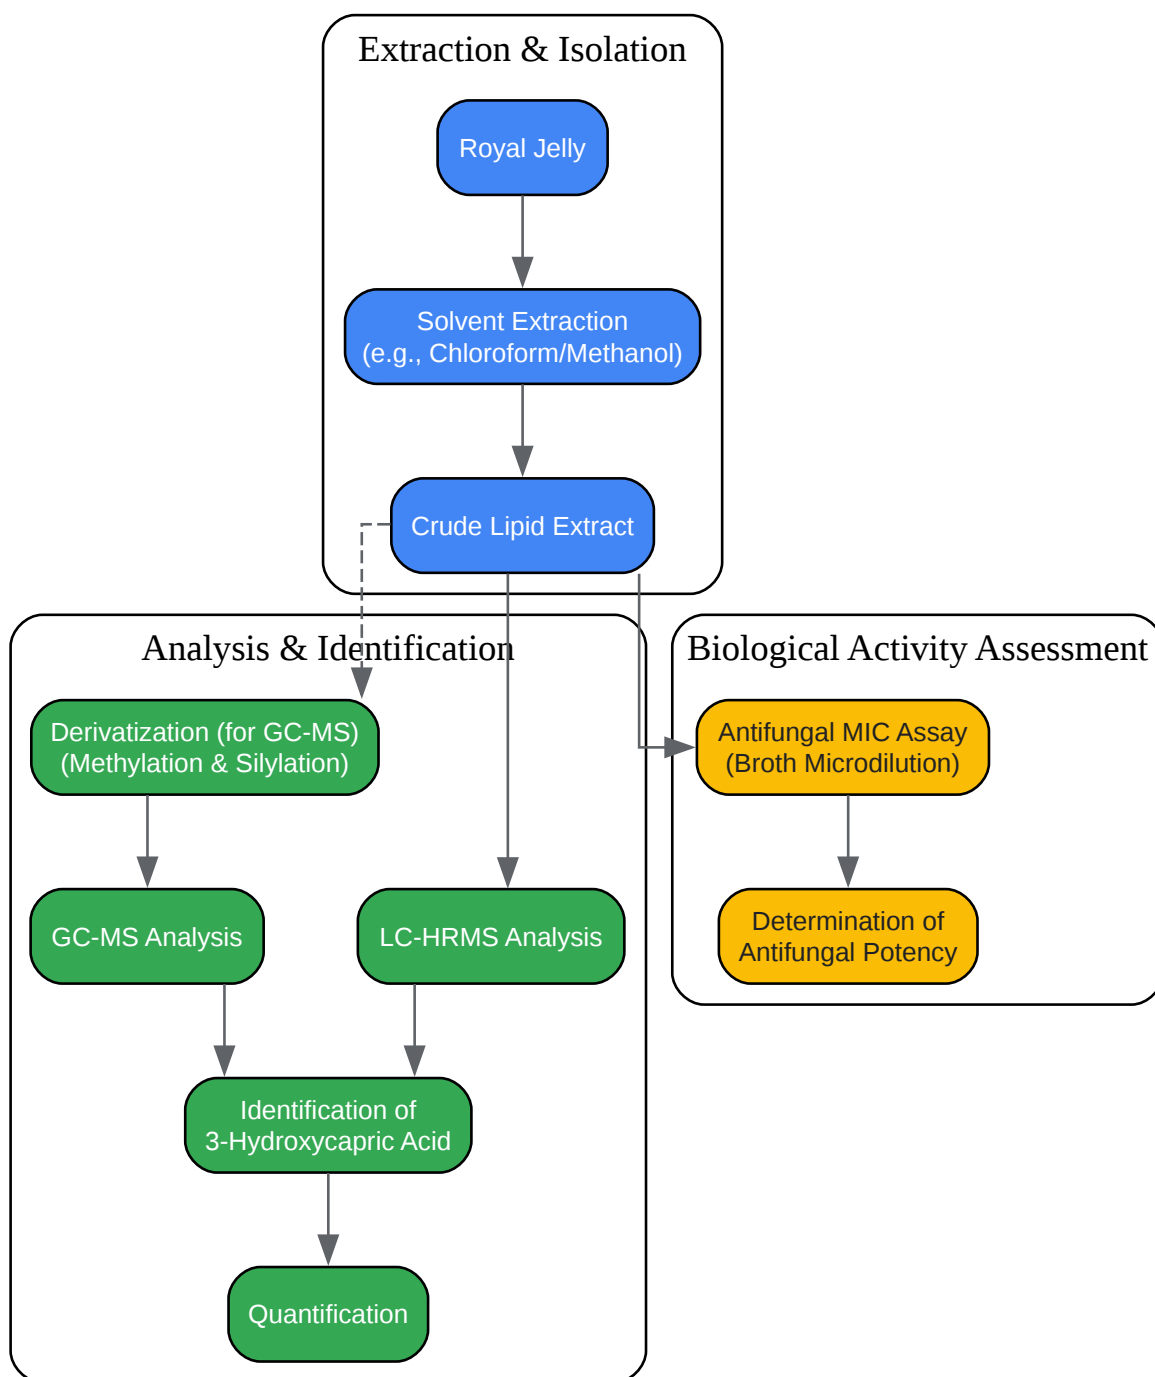 Extraction & Isolation
Royal Jelly
Solvent Extraction
(e.g., Chloroform/Methanol)
Crude Lipid Extract
Analysis & Identification
Derivatization (for GC-MS)
(Methylation & Silylation)
GC-MS Analysis
LC-HRMS Analysis
Identification of
3-Hydroxycapric Acid
Quantification
Biological Activity Assessment
Antifungal MIC Assay
(Broth Microdilution)
Determination of
Antifungal Potency